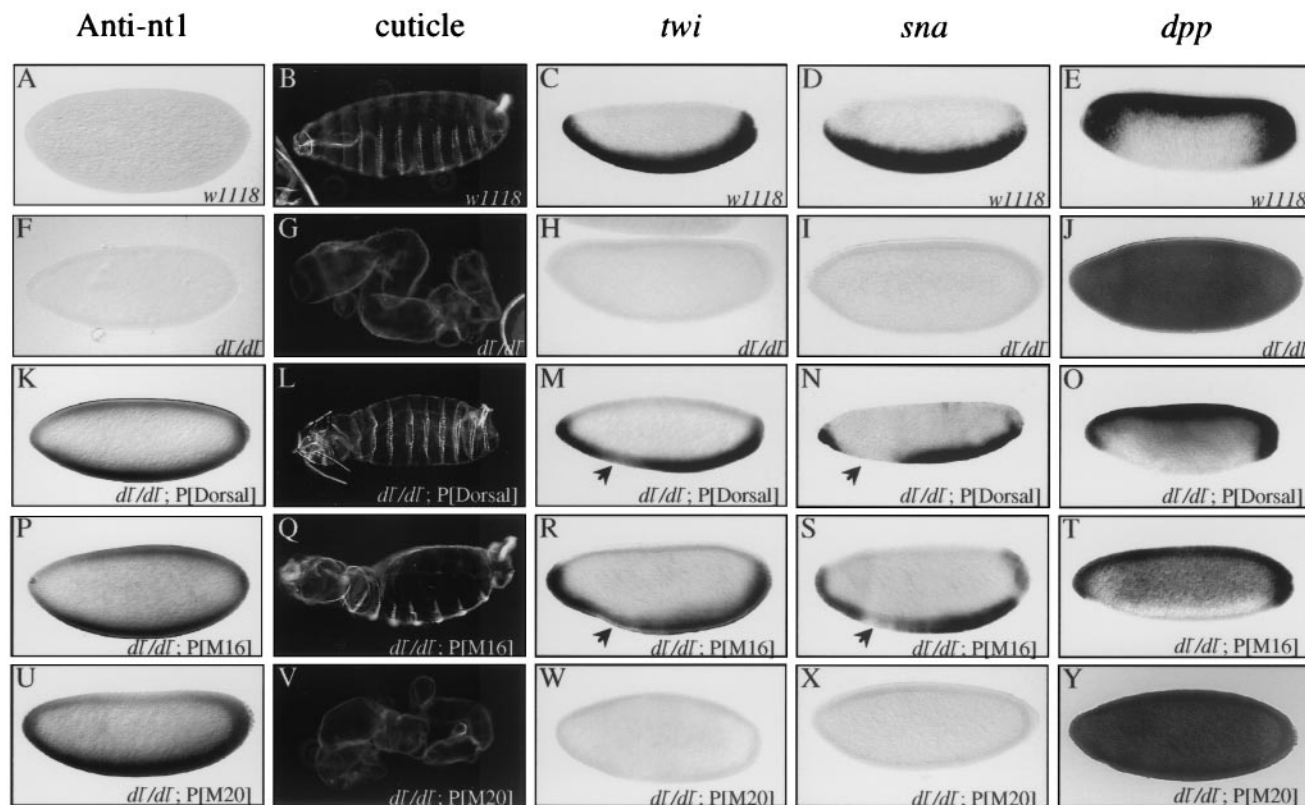 Anti-nt1 cuticle twi sna dpp
A B C D E
w1118 w1118 w1118 w1118 w1118
F G H I J
dl⁻/dl⁻ dl⁻/dl⁻ dl⁻/dl⁻ dl⁻/dl⁻ dl⁻/dl⁻
K L M N O
dl⁻/dl⁻; P[Dorsal] dl⁻/dl⁻; P[Dorsal] dl⁻/dl⁻; P[Dorsal] dl⁻/dl⁻; P[Dorsal] dl⁻/dl⁻; P[Dorsal]
P Q R S T
dl⁻/dl⁻; P[M16] dl⁻/dl⁻; P[M16] dl⁻/dl⁻; P[M16] dl⁻/dl⁻; P[M16] dl⁻/dl⁻; P[M16]
U V W X Y
dl⁻/dl⁻; P[M20] dl⁻/dl⁻; P[M20] dl⁻/dl⁻; P[M20] dl⁻/dl⁻; P[M20] dl⁻/dl⁻; P[M20]